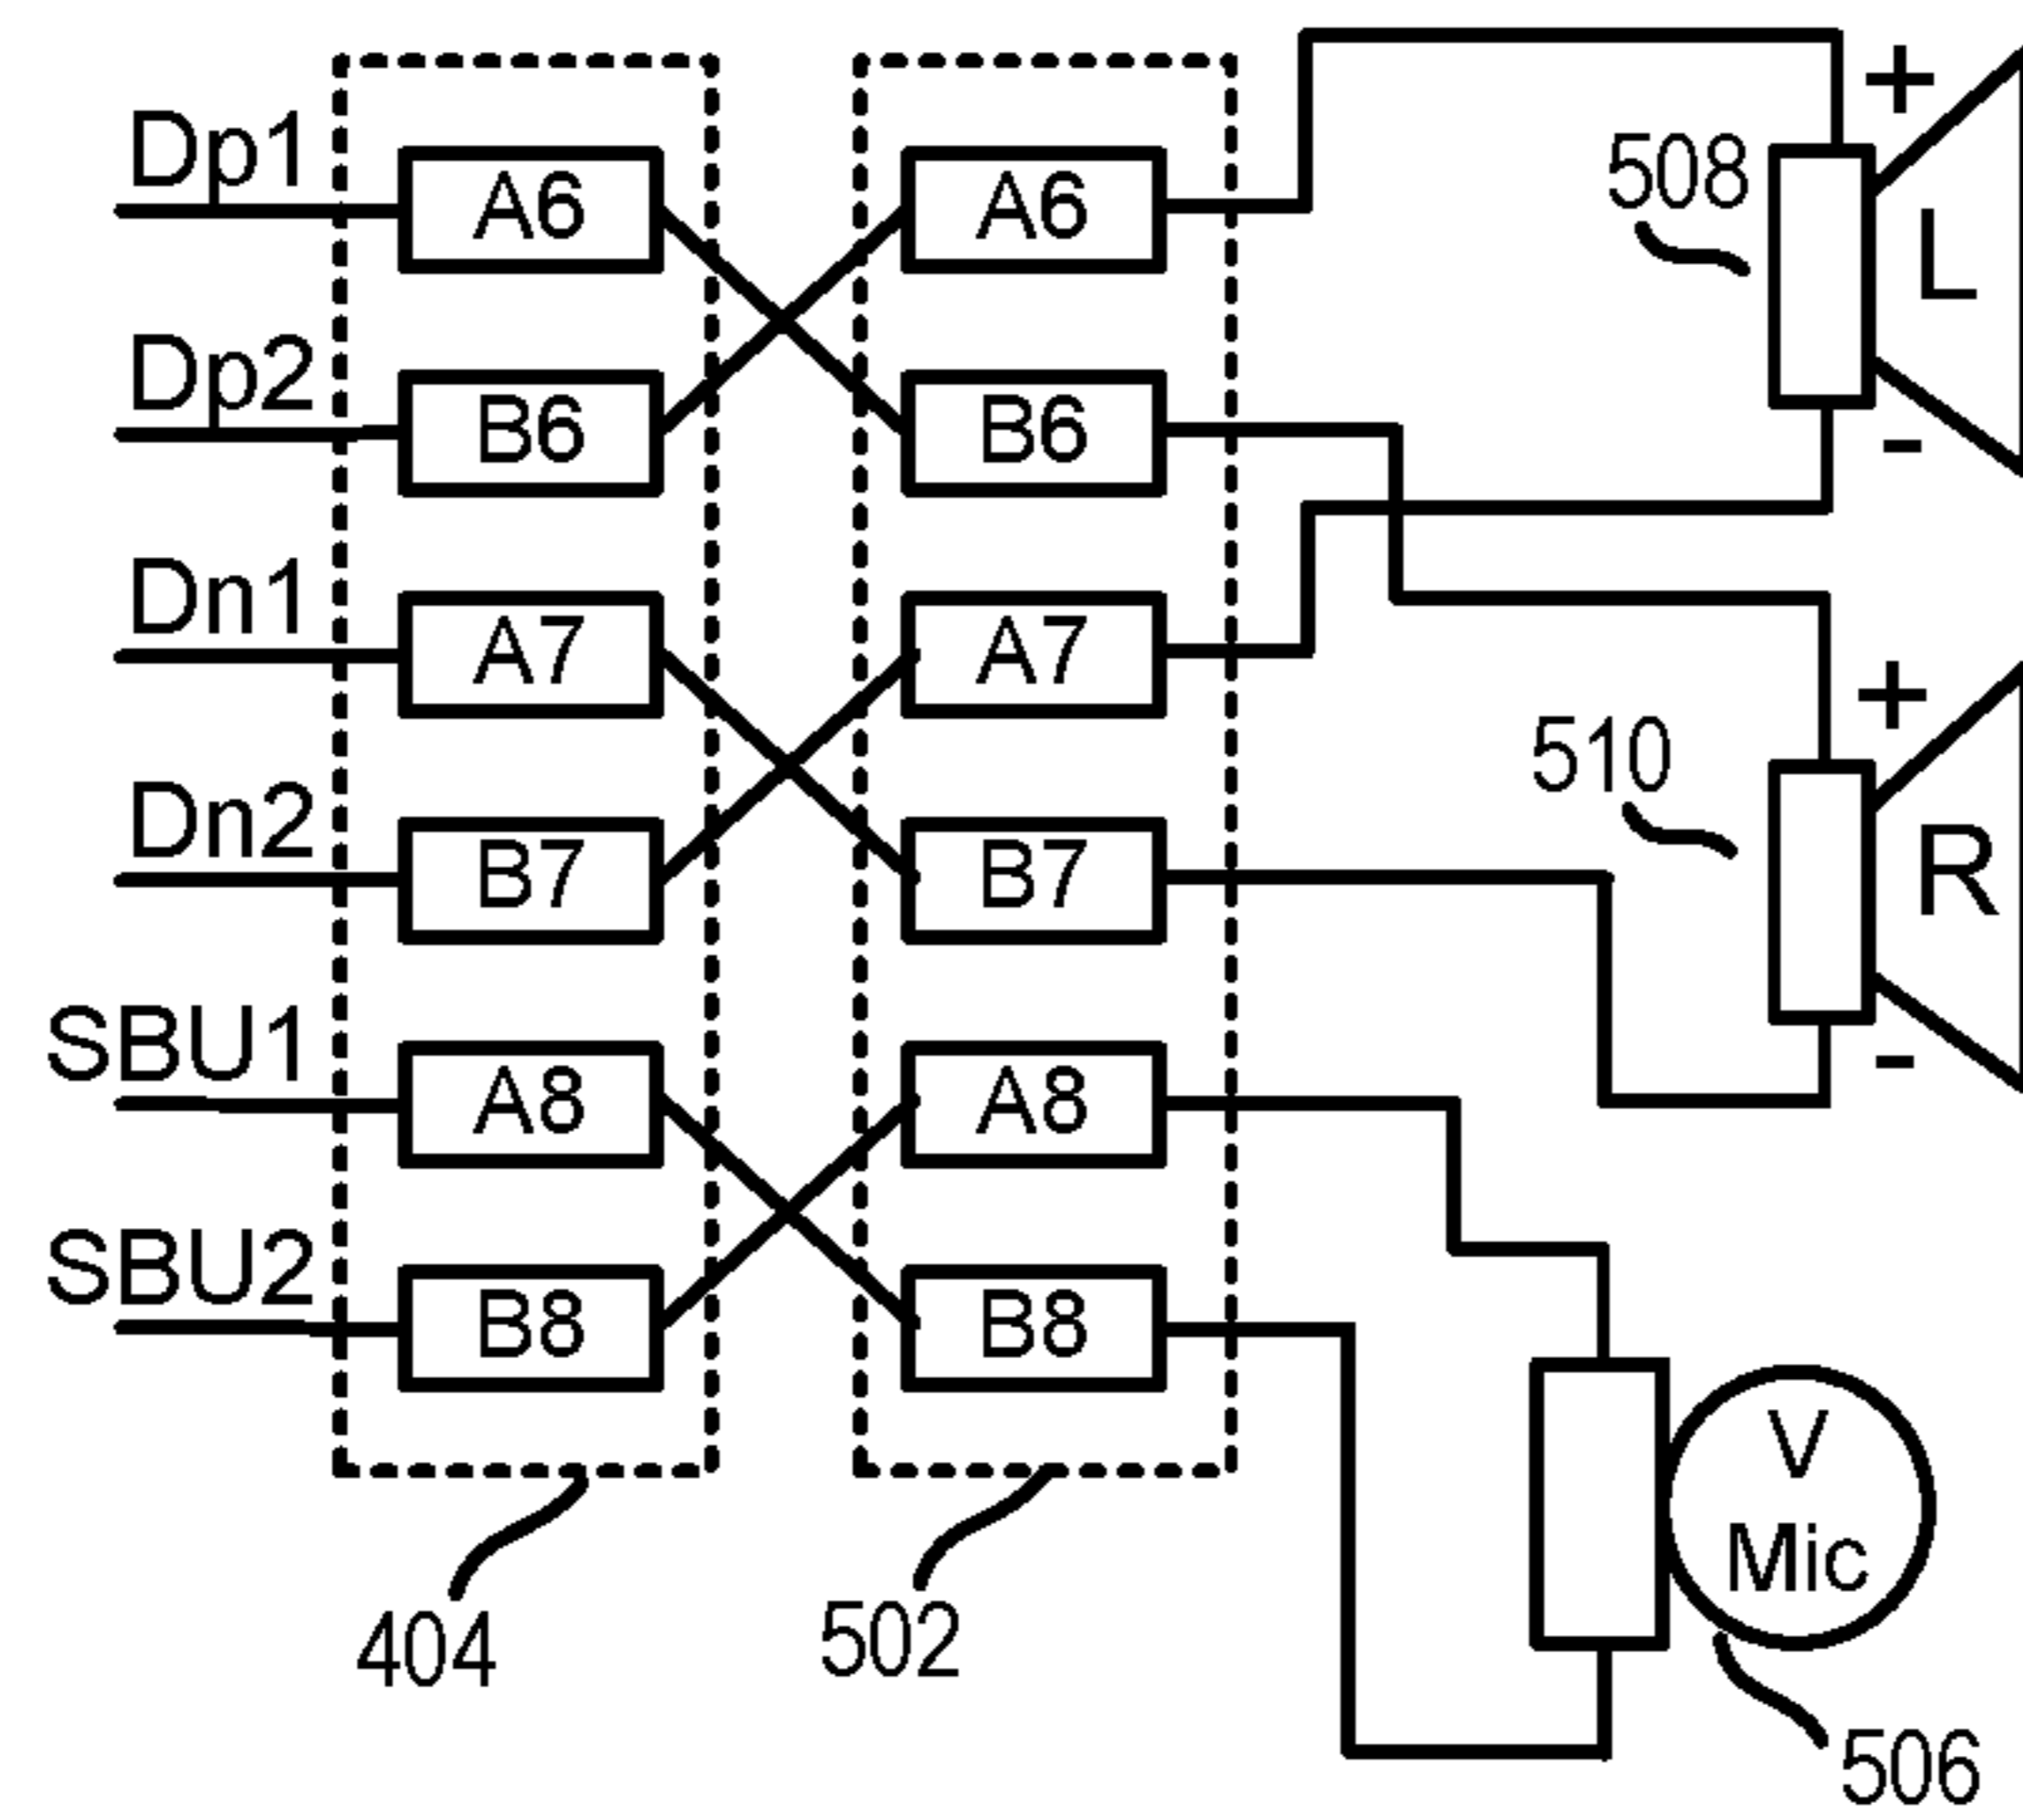 Dp1
A6
A6
+
508
L
Dp2
B6
B6
-
Dn1
A7
A7
+
510
Dn2
B7
B7
R
SBU1
A8
A8
-
SBU2
B8
B8
V
Mic
404
502
506